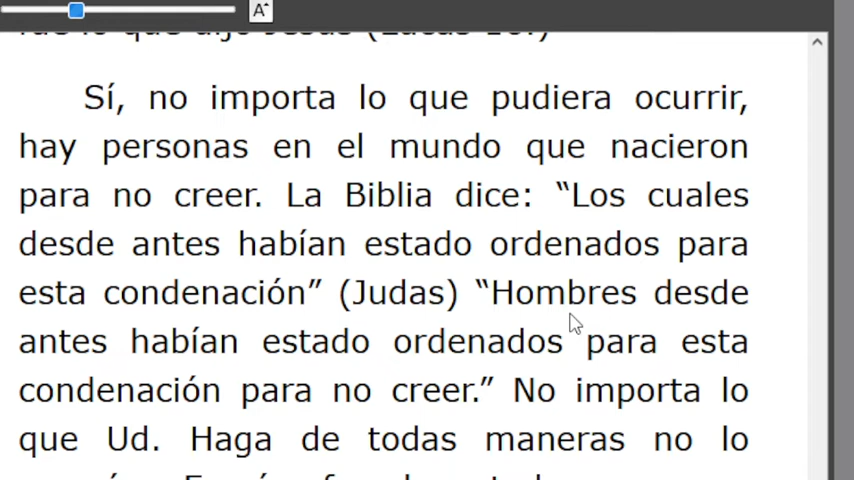 A
Sí, no importa lo que pudiera ocurrir,
hay personas en el mundo que nacieron
para no creer. La Biblia dice: “Los cuales
desde antes habían estado ordenados para
esta condenación” (Judas) “Hombres desde
antes habían estado ordenados para esta
condenación para no creer.” No importa lo
que Ud. Haga de todas maneras no lo